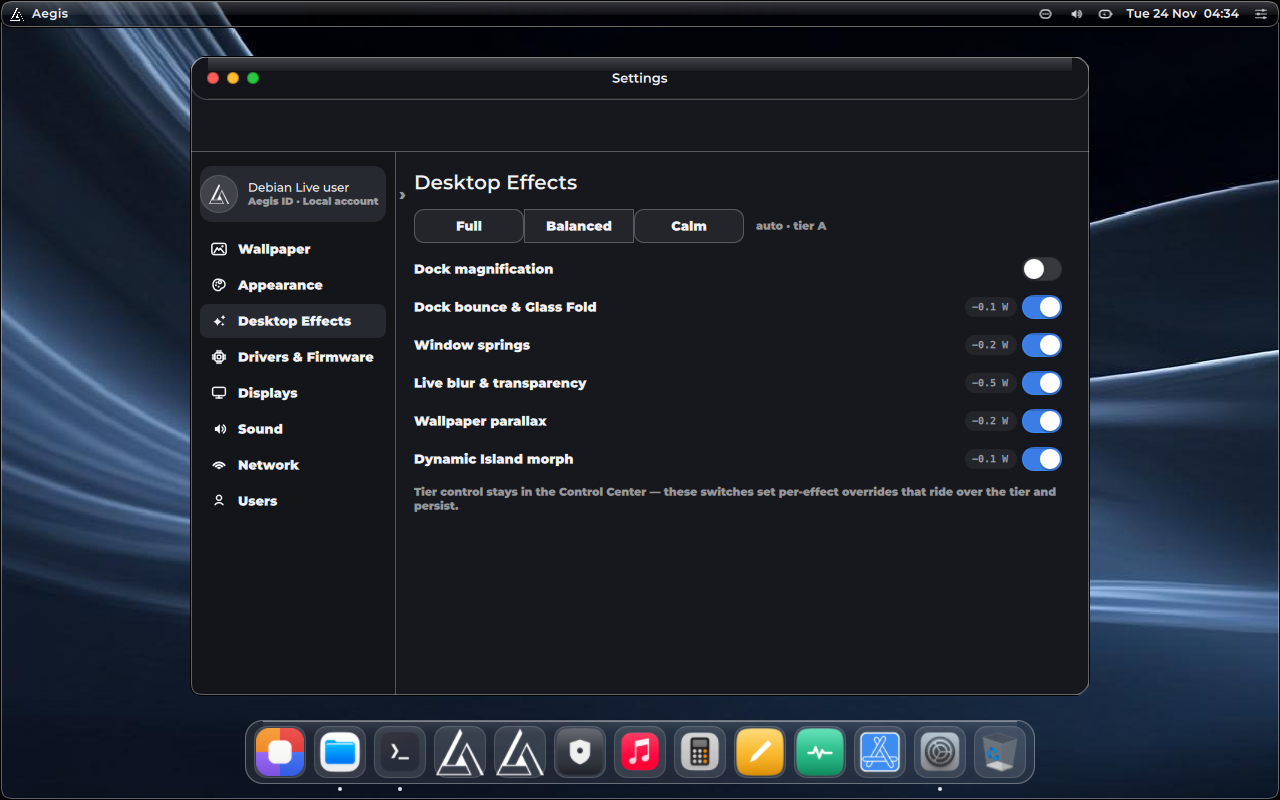 Aegis
Tue 24 Nov 04:34
Settings
Debian Live user
Aegis ID • Local account
Wallpaper
Appearance
Desktop Effects
Drivers & Firmware
Displays
Sound
Network
Users
Desktop Effects
Full
Balanced
Calm
auto • tier A
Dock magnification
Dock bounce & Glass Fold
−0.1 W
Window springs
−0.2 W
Live blur & transparency
−0.5 W
Wallpaper parallax
−0.2 W
Dynamic Island morph
−0.1 W
Tier control stays in the Control Center — these switches set per-effect overrides that ride over the tier and
persist.